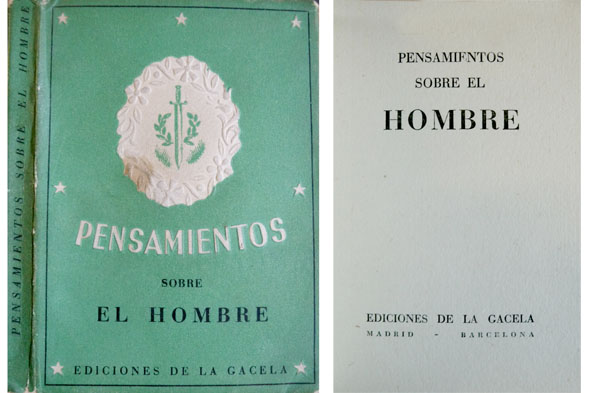 PENSAMIENTOS SOBRE EL HOMBRE
PENSAMIENTOS
SOBRE
EL HOMBRE
EDICIONES DE LA GACELA
PENSAMIENTOS
SOBRE EL
HOMBRE
EDICIONES DE LA GACELA
MADRID - BARCELONA